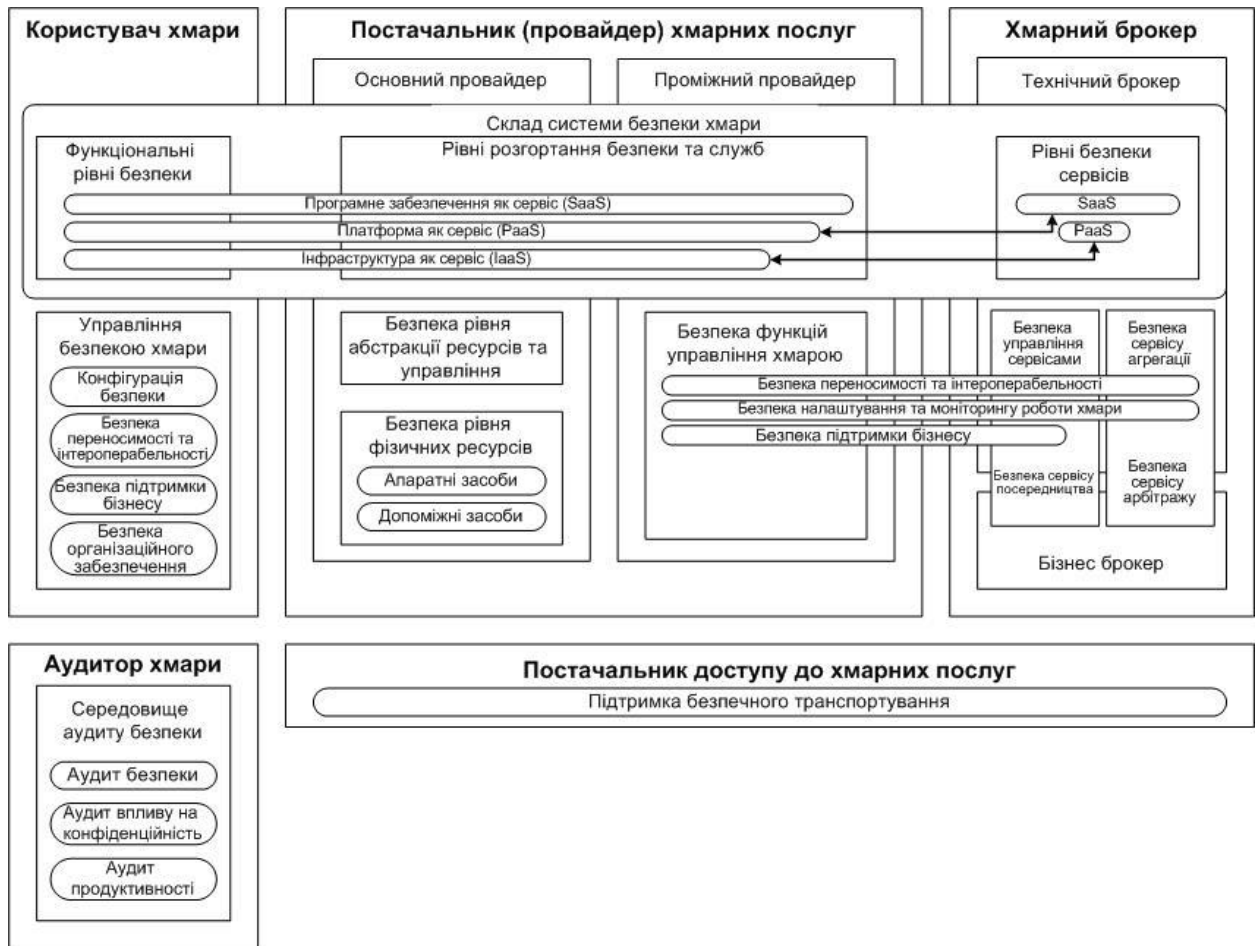 Користувач хмари
Постачальник (провайдер) хмарних послуг
Хмарний брокер
Основний провайдер
Проміжний провайдер
Технічний брокер
Склад системи безпеки хмари
Функціональні
рівні безпеки
Рівні розгортання безпеки та служб
Рівні безпеки
сервісів
Програмне забезпечення як сервіс (SaaS)
SaaS
Платформа як сервіс (PaaS)
PaaS
Інфраструктура як сервіс (IaaS)
Управління
безпекою хмари
Конфігурація
безпеки
Безпека
переносимості та
інтероперабельності
Безпека підтримки
бізнесу
Безпека
організаційного
забезпечення
Безпека рівня
абстракції ресурсів та
управління
Безпека рівня
фізичних ресурсів
Апаратні засоби
Допоміжні засоби
Безпека функцій
управління хмарою
Безпека
управління
сервісами
Безпека
сервісу
агрегації
Безпека переносимості та інтероперабельності
Безпека налаштування та моніторингу роботи хмари
Безпека підтримки бізнесу
Безпека сервісу
посередництва
Безпека
сервісу
арбітражу
Бізнес брокер
Аудитор хмари
Середовище
аудиту безпеки
Аудит безпеки
Аудит впливу на
конфіденційність
Аудит
продуктивності
Постачальник доступу до хмарних послуг
Підтримка безпечного транспортування